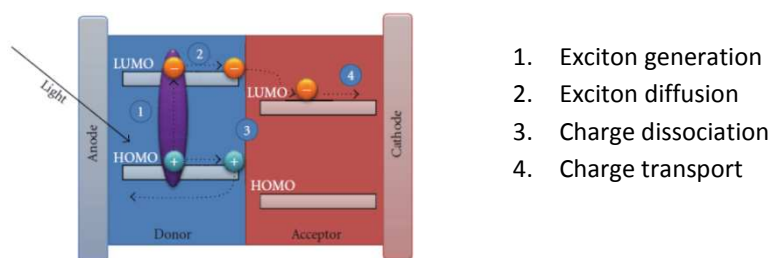 Light
Anode
LUMO
HOMO
1
2
3
Donor
LUMO
4
HOMO
Acceptor
Cathode
1. Exciton generation
2. Exciton diffusion
3. Charge dissociation
4. Charge transport